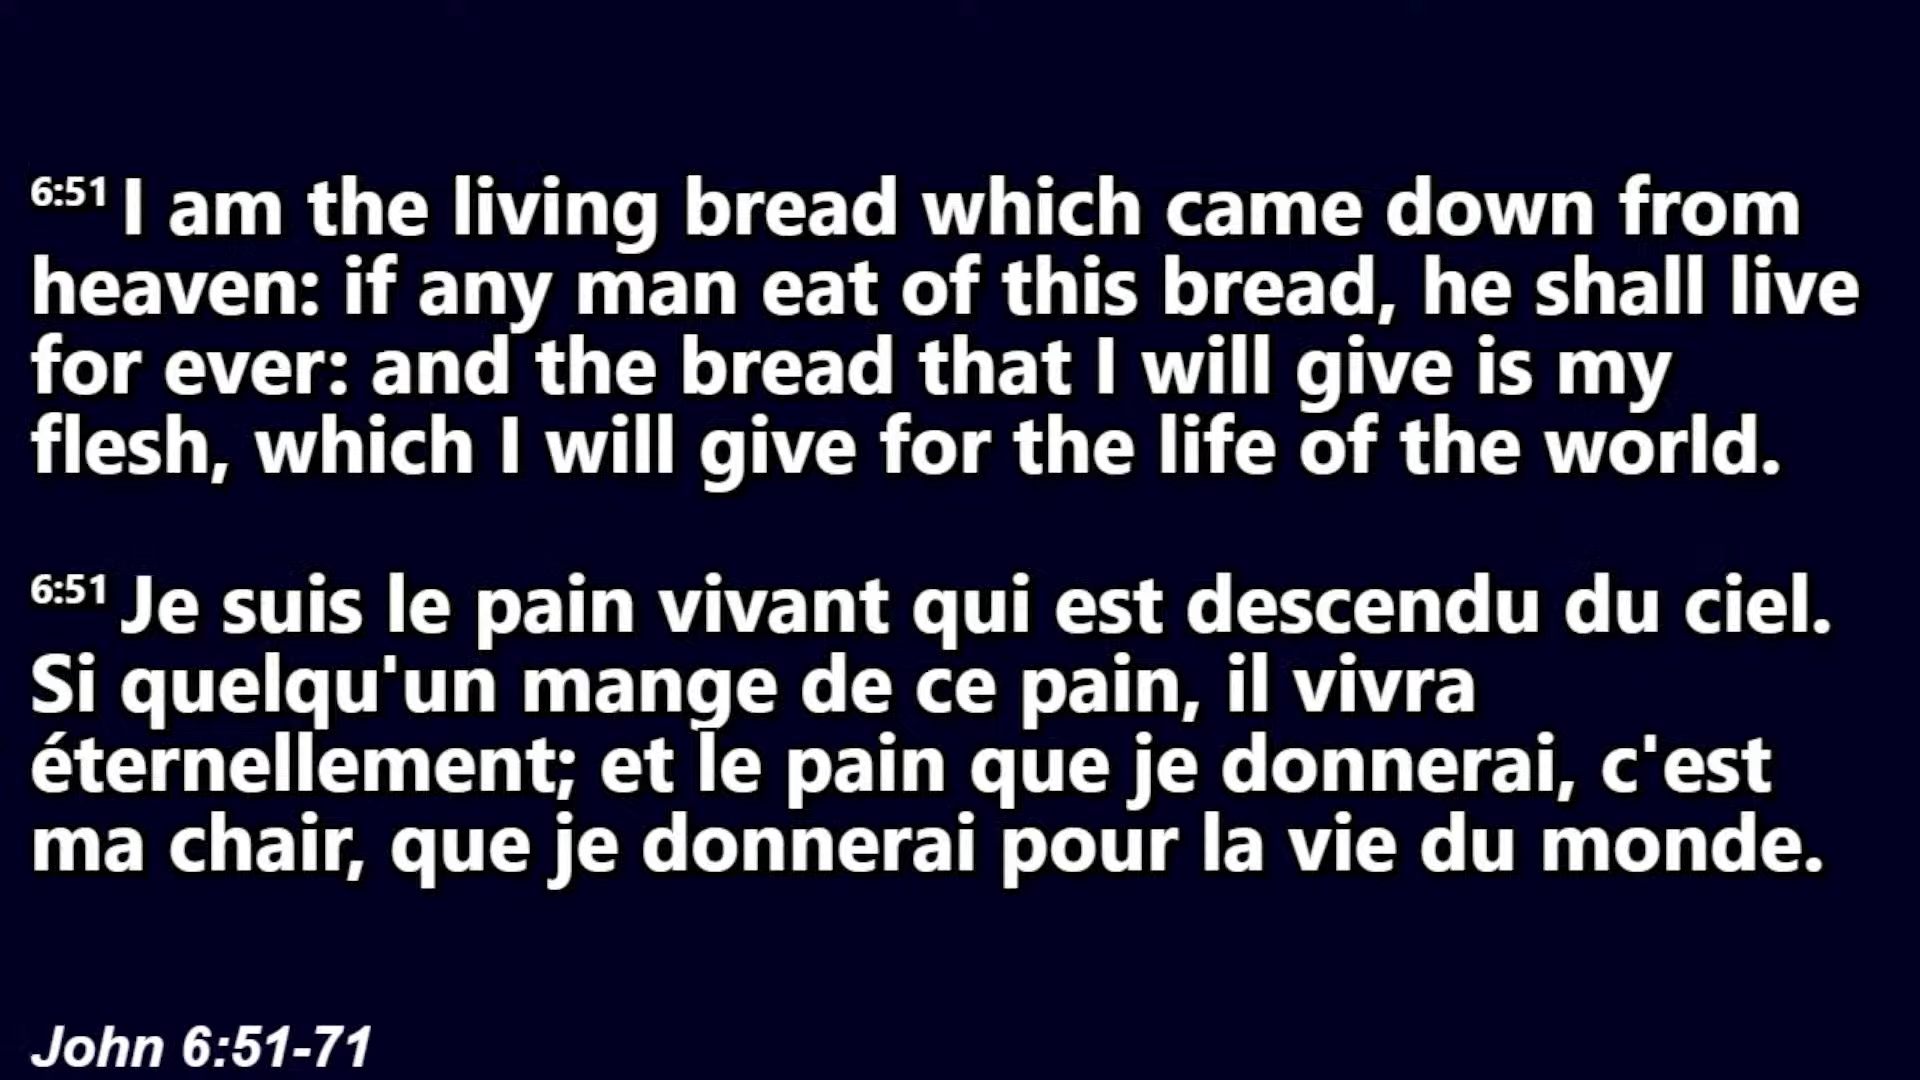 6:51 I am the living bread which came down from
heaven: if any man eat of this bread, he shall live
for ever: and the bread that I will give is my
flesh, which I will give for the life of the world.
6:51 Je suis le pain vivant qui est descendu du ciel.
Si quelqu'un mange de ce pain, il vivra
éternellement; et le pain que je donnerai, c'est
ma chair, que je donnerai pour la vie du monde.
John 6:51-71